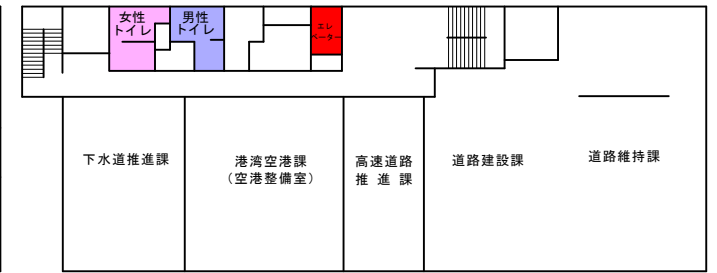 女性
トイレ
男性
トイレ
エレ
ベーター
下水道推進課
港湾空港課
（空港整備室）
高速道路
推進課
道路建設課
道路維持課